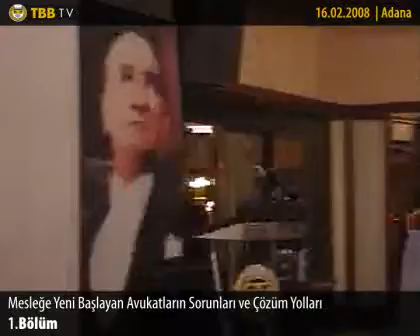 TBB TV
16.02.2008 | Adana
Mesleğe Yeni Başlayan Avukatların Sorunları ve Çözüm Yolları
1.Bölüm